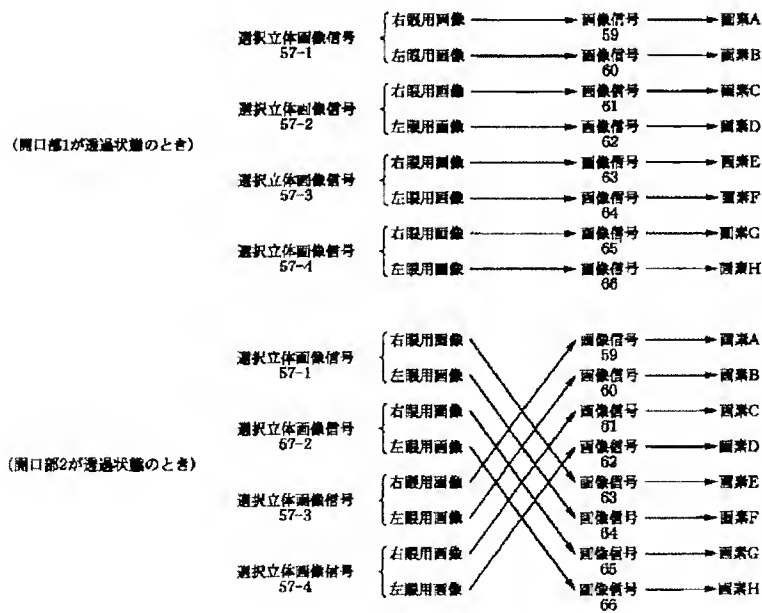 右眼用画像 画像信号 画素A
選択立体画像信号 59
57-1 左眼用画像 画像信号 画素B
60
右眼用画像 画像信号 画素C
選択立体画像信号 61
57-2 左眼用画像 画像信号 画素D
62
(開口部1が透過状態のとき)
右眼用画像 画像信号 画素E
選択立体画像信号 63
57-3 左眼用画像 画像信号 画素F
64
右眼用画像 画像信号 画素G
選択立体画像信号 65
57-4 左眼用画像 画像信号 画素H
66
右眼用画像 画像信号 画素A
選択立体画像信号 59
57-1 左眼用画像 画像信号 画素B
60
右眼用画像 画像信号 画素C
選択立体画像信号 61
57-2 左眼用画像 画像信号 画素D
62
(開口部2が透過状態のとき)
右眼用画像 画像信号 画素E
選択立体画像信号 63
57-3 左眼用画像 画像信号 画素F
64
右眼用画像 画像信号 画素G
選択立体画像信号 65
57-4 左眼用画像 画像信号 画素H
66